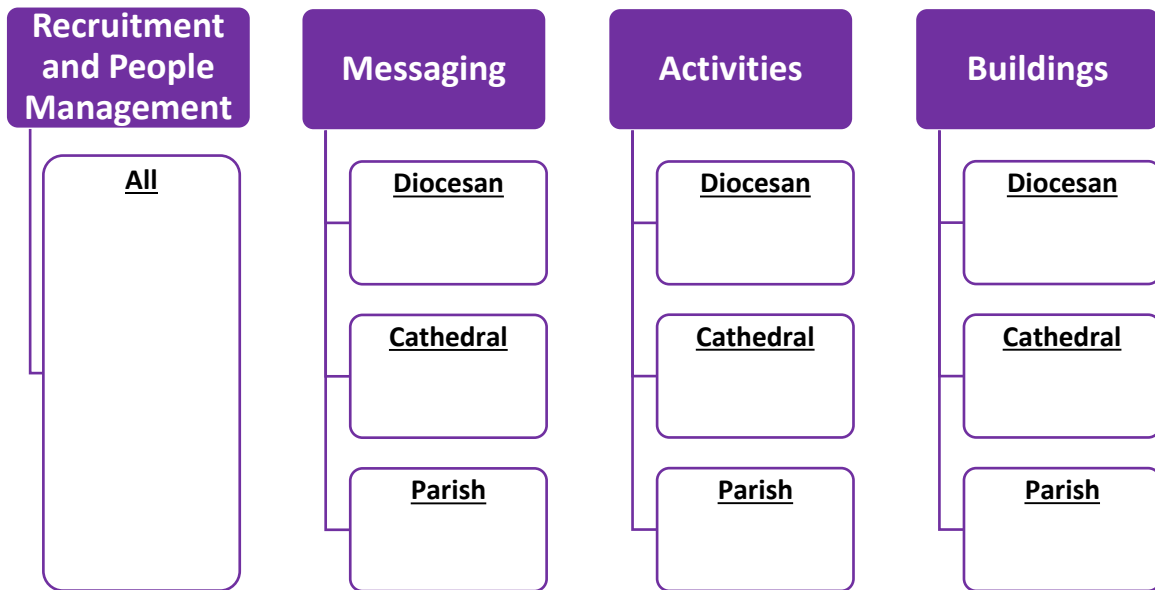 Recruitment
and People
Management
All
Messaging
Diocesan
Cathedral
Parish
Activities
Diocesan
Cathedral
Parish
Buildings
Diocesan
Cathedral
Parish